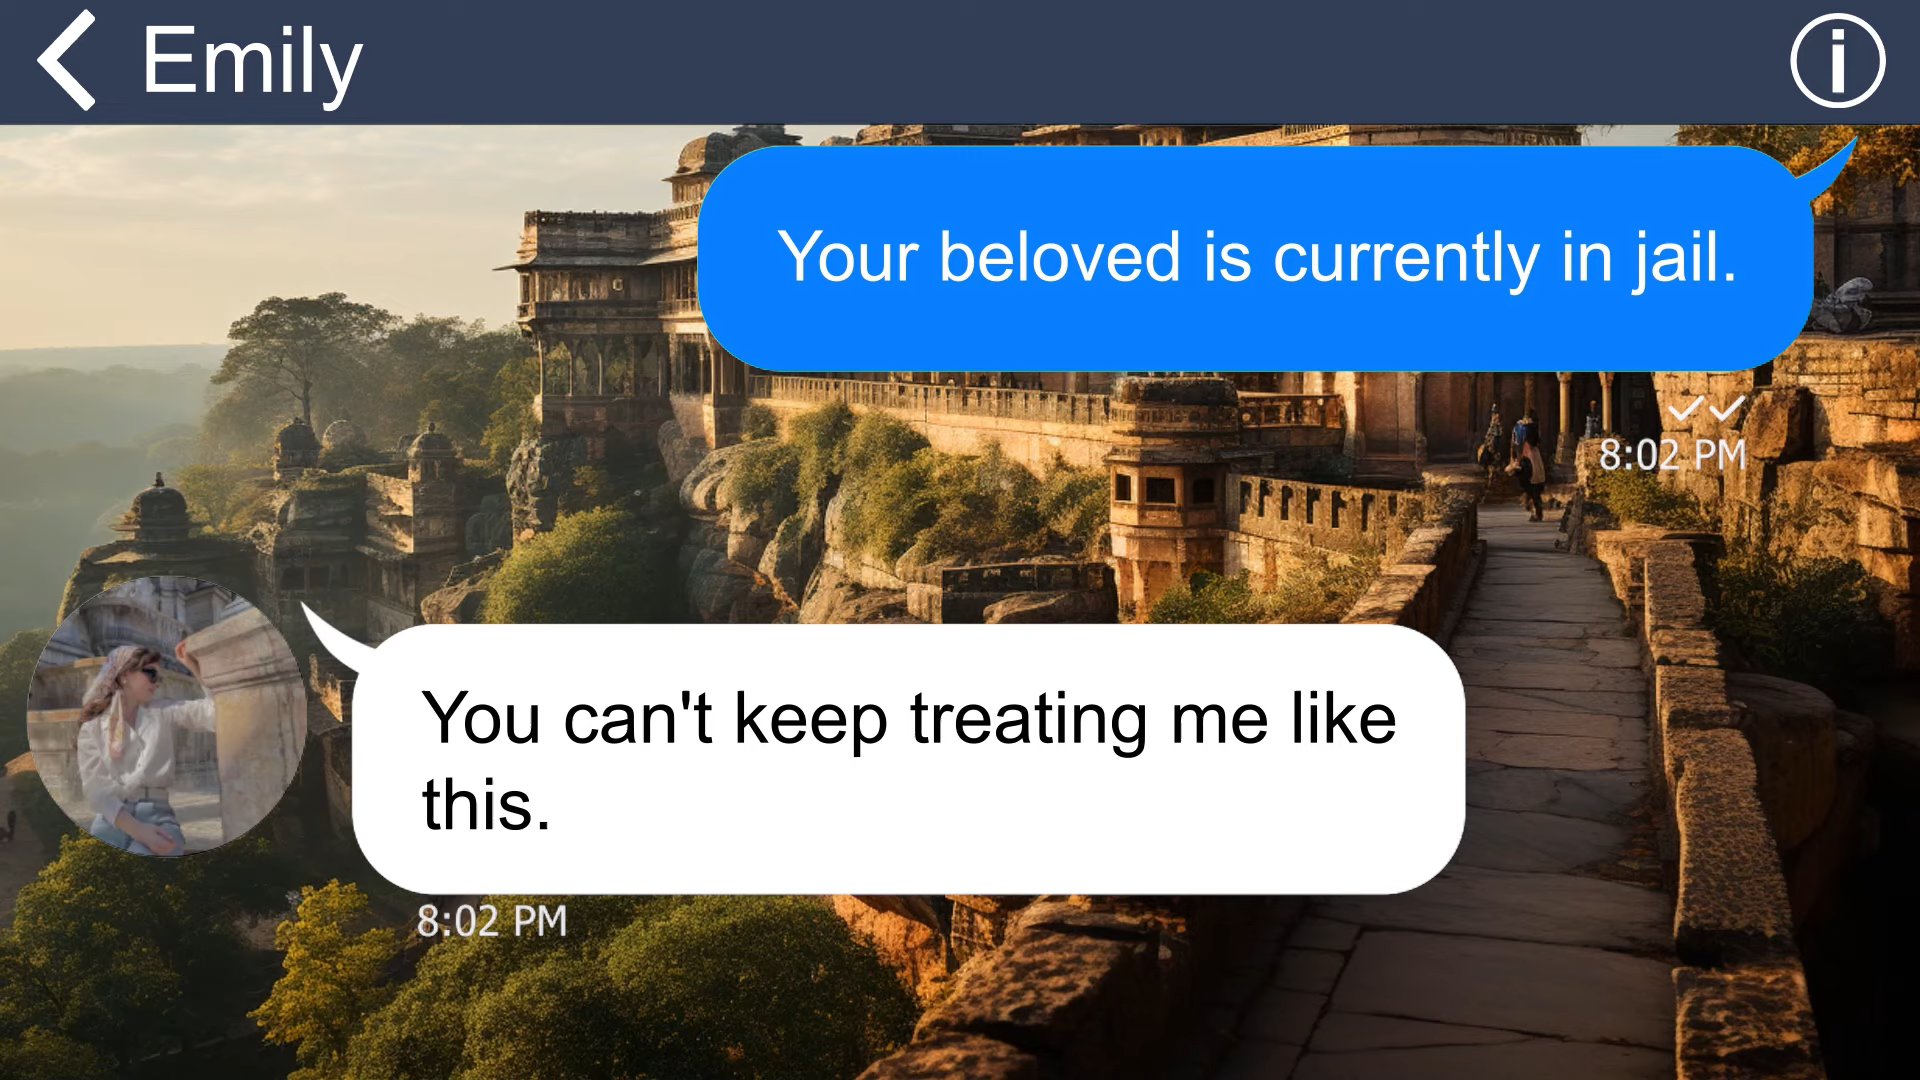 Emily
Your beloved is currently in jail.
8:02 PM
You can't keep treating me like
this.
8:02 PM